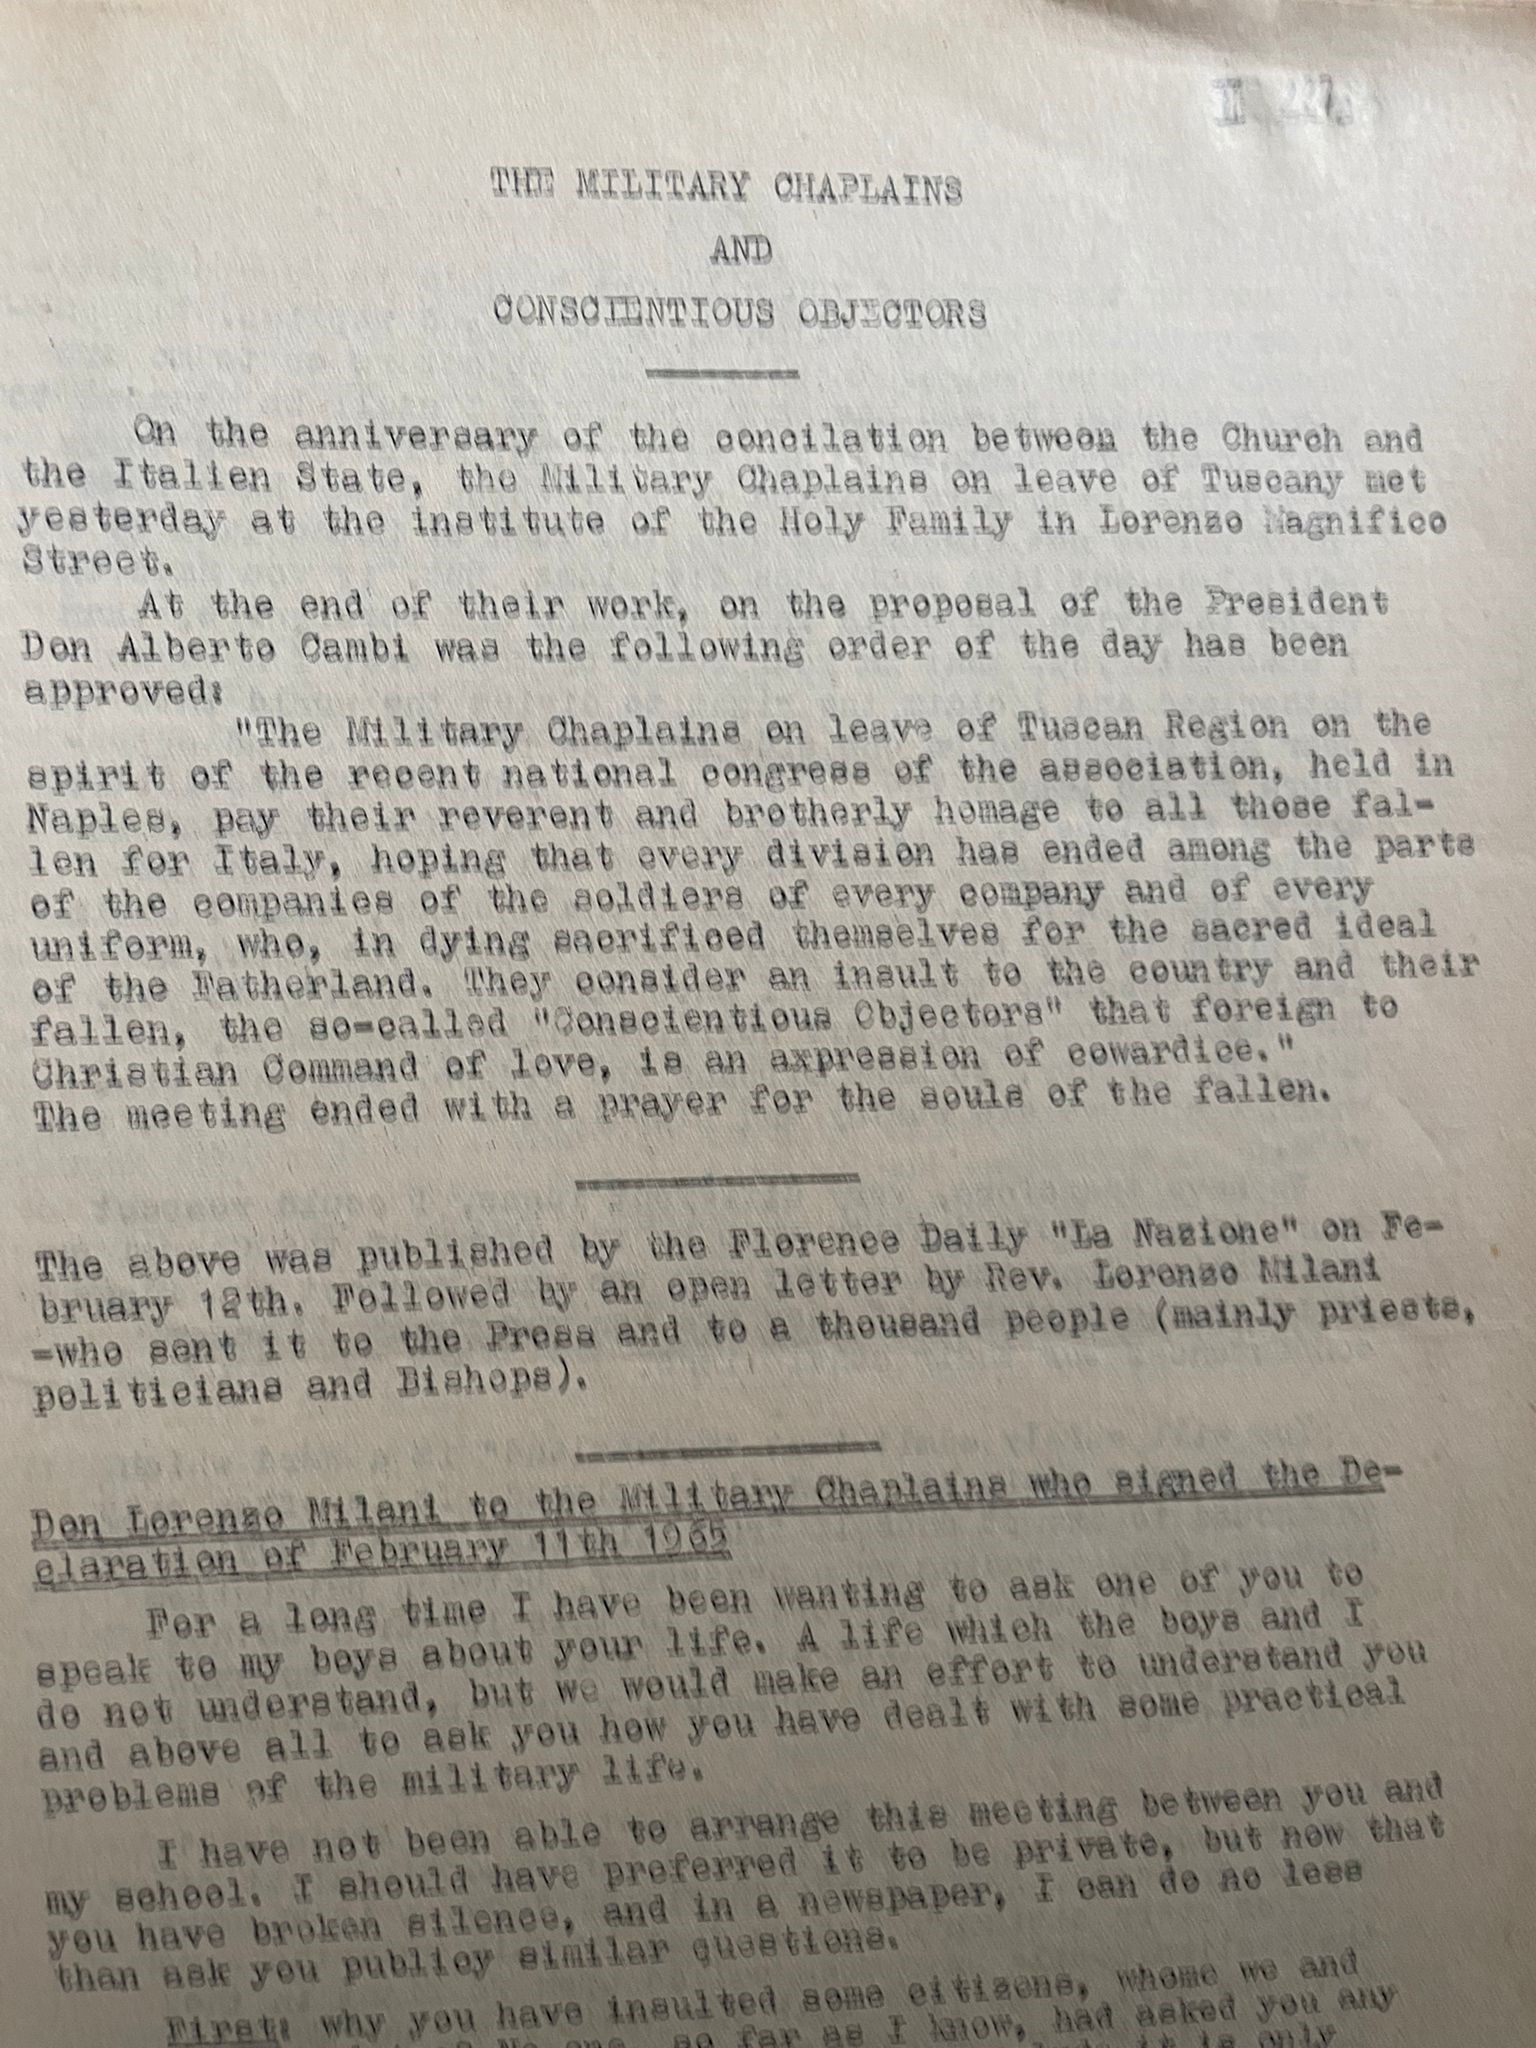 THE MILITARY CHAPLAINS
AND
CONSCIENTIOUS OBJECTORS
On the anniversary of the concilation between the Church and
the Italien State, the Military Chaplains on leave of Tuscany met
yesterday at the institute of the Holy Family in Lorenzo Magnifico
Street.
At the end of their work, on the proposal of the President
Don Alberto Cambi was the following order of the day has been
approved:
"The Military Chaplains on leave of Tuscan Region on the
spirit of the recent national congress of the association, held in
Naples, pay their reverent and brotherly homage to all those fal-
len for Italy, hoping that every division has ended among the parts
of the companies of the soldiers of every company and of every
uniform, who, in dying sacrificed themselves for the sacred ideal
of the Fatherland. They consider an insult to the country and their
fallen, the so-called "Conscientious Objectors" that foreign to
Christian Command of love, is an axpression of cowardice."
The meeting ended with a prayer for the souls of the fallen.
The above was published by the Florence Daily "La Nazione" on Fe-
bruary 12th. Followed by an open letter by Rev. Lorenzo Milani
-who sent it to the Press and to a thousand people (mainly priests,
politicians and Bishops).
Don Lorenzo Milani to the Military Chaplains who signed the De-
claration of February 11th 1965
For a long time I have been wanting to ask one of you to
speak to my boys about your life. A life which the boys and I
do not understand, but we would make an effort to understand you
and above all to ask you how you have dealt with some practical
problems of the military life.
I have not been able to arrange this meeting between you and
my school. I should have preferred it to be private, but now that
you have broken silence, and in a newspaper, I can do no less
than ask you publicy similar questions.
First: why you have insulted some citizens, whome we and
No one, so far as I know, had asked you any
it is only